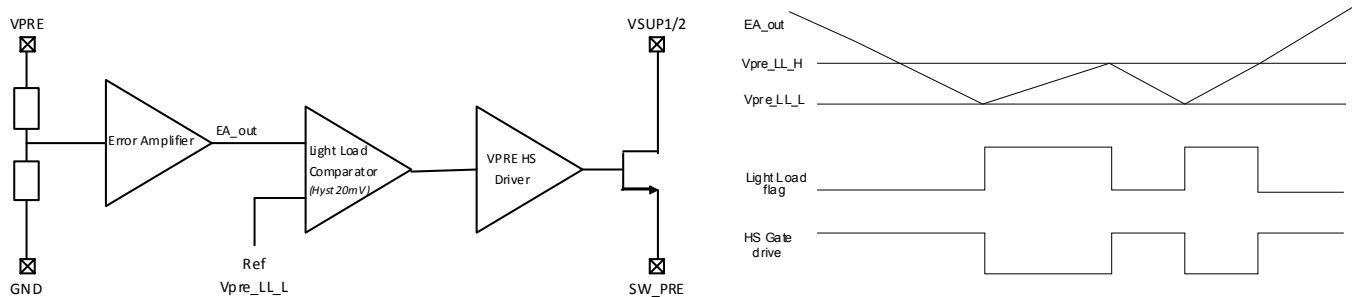 VPRE
VSUP1/2
Error Amplifier
EA_out
Light Load
Comparator
(Hyst 20mV)
VPRE HS
Driver
Ref
Vpre_LL_L
GND
SW_PRE
EA_out
Vpre_LL_H
Vpre_LL_L
Light Load
flag
HS Gate
drive